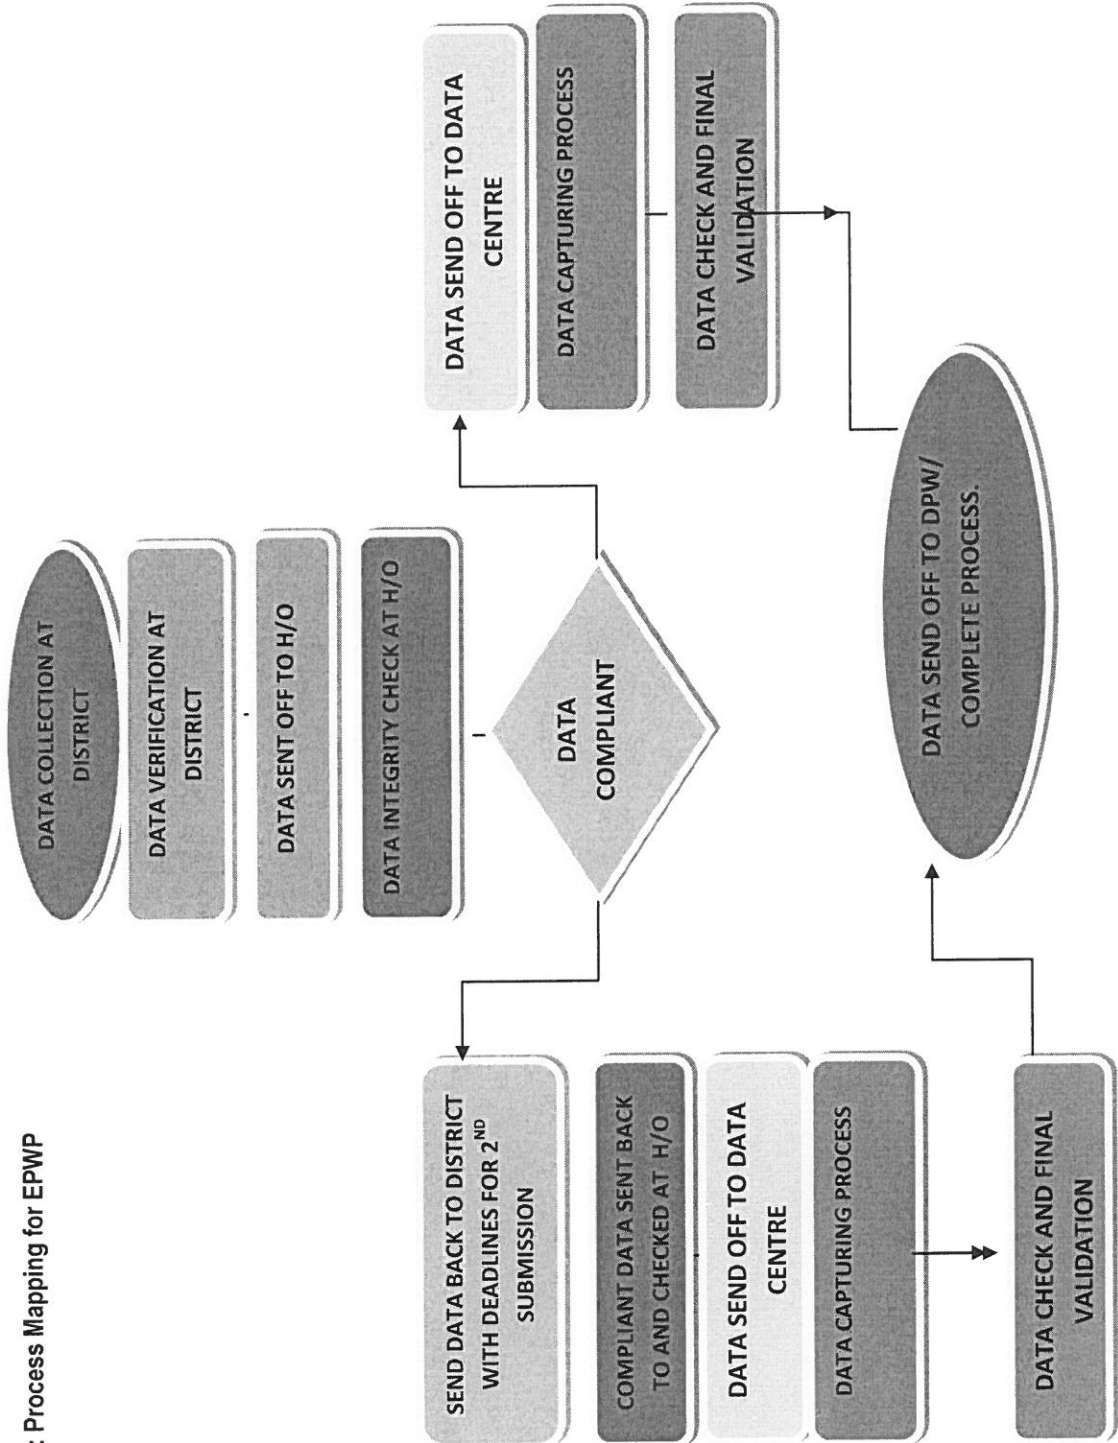 : Process Mapping for EPWP
DATA COLLECTION AT
DISTRICT
DATA VERIFICATION AT
DISTRICT
DATA SENT OFF TO H/O
DATA INTEGRITY CHECK AT H/O
DATA
COMPLIANT
SEND DATA BACK TO DISTRICT
WITH DEADLINES FOR 2ND
SUBMISSION
COMPLIANT DATA SENT BACK
TO AND CHECKED AT H/O
DATA SEND OFF TO DATA
CENTRE
DATA CAPTURING PROCESS
DATA CHECK AND FINAL
VALIDATION
DATA SEND OFF TO DATA
CENTRE
DATA CAPTURING PROCESS
DATA CHECK AND FINAL
VALIDATION
DATA SEND OFF TO DPW/
COMPLETE PROCESS.